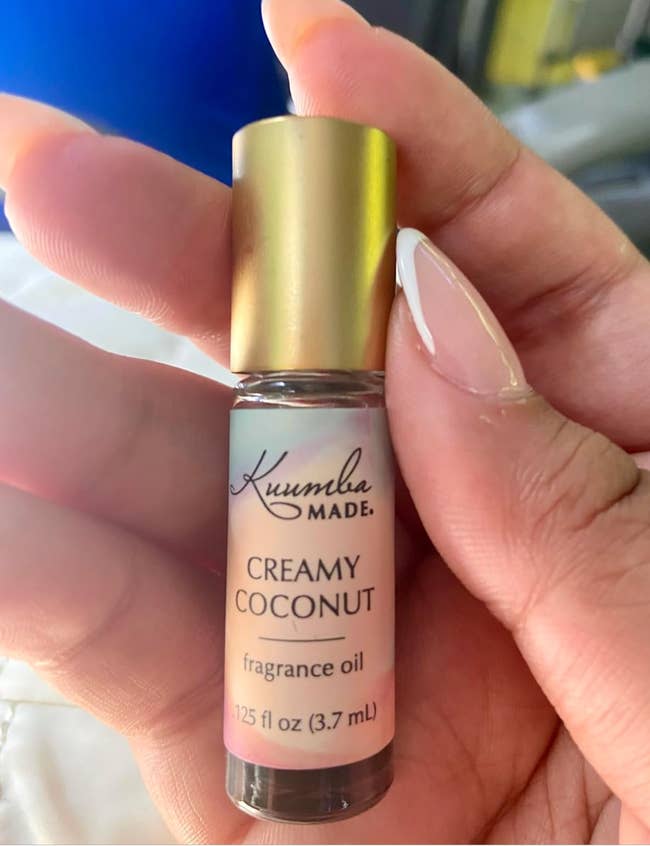 Kuumba
MADE.
CREAMY
COCONUT
fragrance oil
.125 fl oz (3.7 mL)